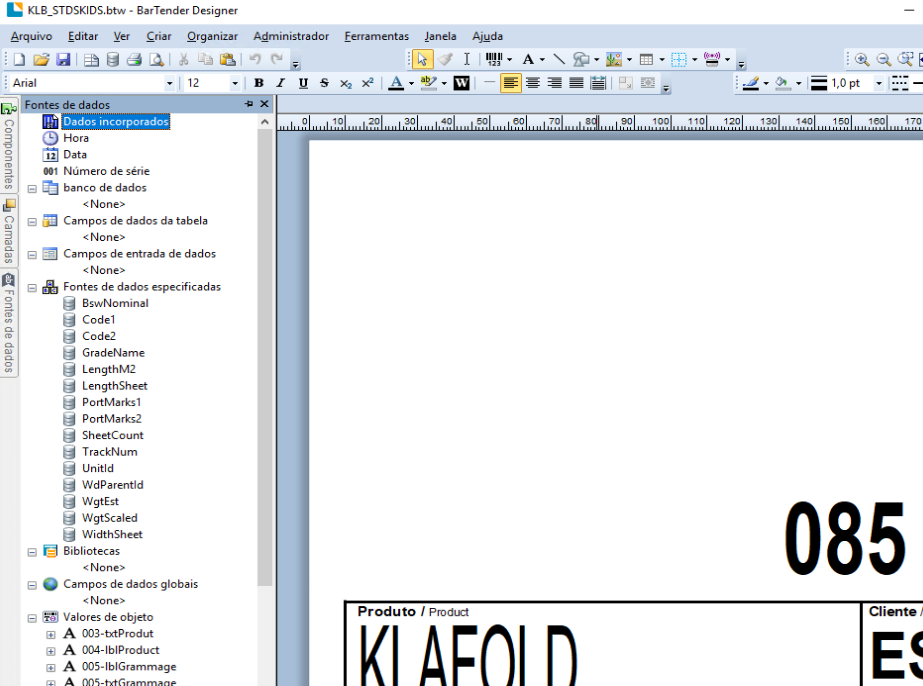 KLB_STDSKIDS.btw - BarTender Designer
Arquivo Editar Ver Criar Organizar Administrador Ferramentas Janela Ajuda
Arial 12 B I U S x₂ x² A ab W 1,0 pt
Fontes de dados
0 10 20 30 40 50 60 70 80 90 100 110 120 130 140 150 160 170
Componentes
Camadas
Fontes de dados
Dados incorporados
Hora
12 Data
001 Número de série
banco de dados
<None>
Campos de dados da tabela
<None>
Campos de entrada de dados
<None>
Fontes de dados especificadas
BswNominal
Code1
Code2
GradeName
LengthM2
LengthSheet
PortMarks1
PortMarks2
SheetCount
TrackNum
UnitId
WdParentId
WgtEst
WgtScaled
WidthSheet
Bibliotecas
<None>
Campos de dados globais
<None>
Valores de objeto
A 003-txtProdut
A 004-lblProduct
A 005-lblGrammage
A 005-txtGrammage
085
Produto / Product
KLAFOLD
Cliente /
ES